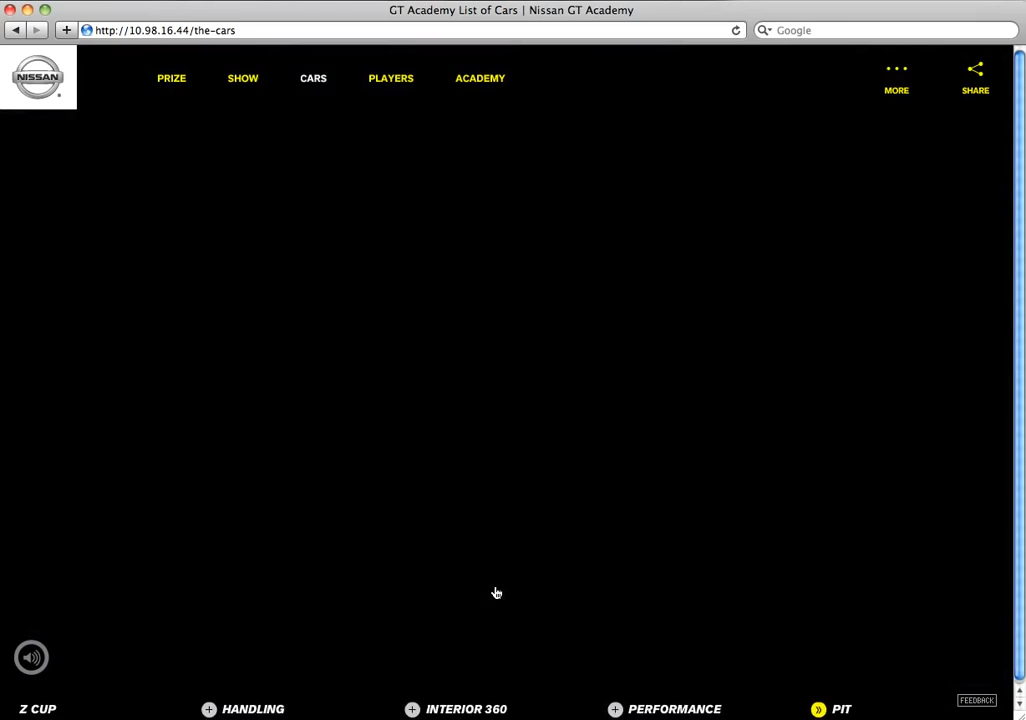 GT Academy List of Cars | Nissan GT Academy
http://10.98.16.44/the-cars
Google
NISSAN
PRIZE
SHOW
CARS
PLAYERS
ACADEMY
MORE
SHARE
FEEDBACK
Z CUP
HANDLING
INTERIOR 360
PERFORMANCE
PIT